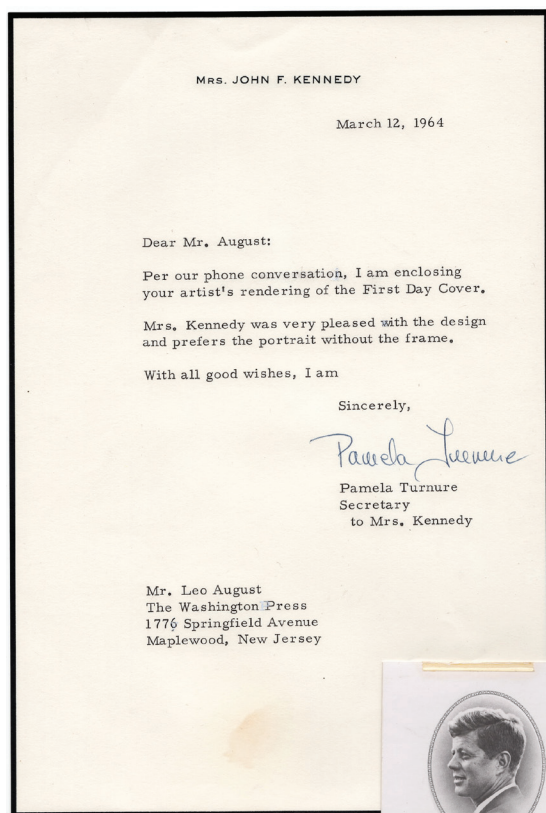 MRS. JOHN F. KENNEDY
March 12, 1964
Dear Mr. August:
Per our phone conversation, I am enclosing
your artist's rendering of the First Day Cover.
Mrs. Kennedy was very pleased with the design
and prefers the portrait without the frame.
With all good wishes, I am
Sincerely,
Pamela Turnure
Pamela Turnure
Secretary
to Mrs. Kennedy
Mr. Leo August
The Washington Press
1776 Springfield Avenue
Maplewood, New Jersey